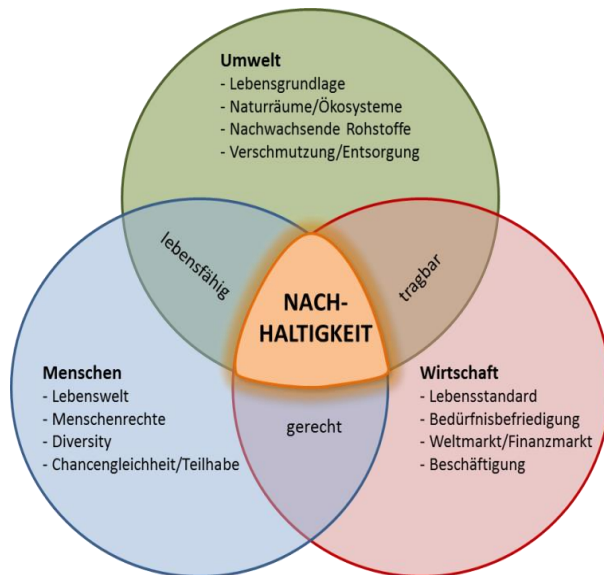 Umwelt
- Lebensgrundlage
- Naturräume/Ökosysteme
- Nachwachsende Rohstoffe
- Verschmutzung/Entsorgung
lebensfähig
tragbar
NACH-
HALTIGKEIT
Menschen
- Lebenswelt
- Menschenrechte
- Diversity
- Chancengleichheit/Teilhabe
gerecht
Wirtschaft
- Lebensstandard
- Bedürfnisbefriedigung
- Weltmarkt/Finanzmarkt
- Beschäftigung